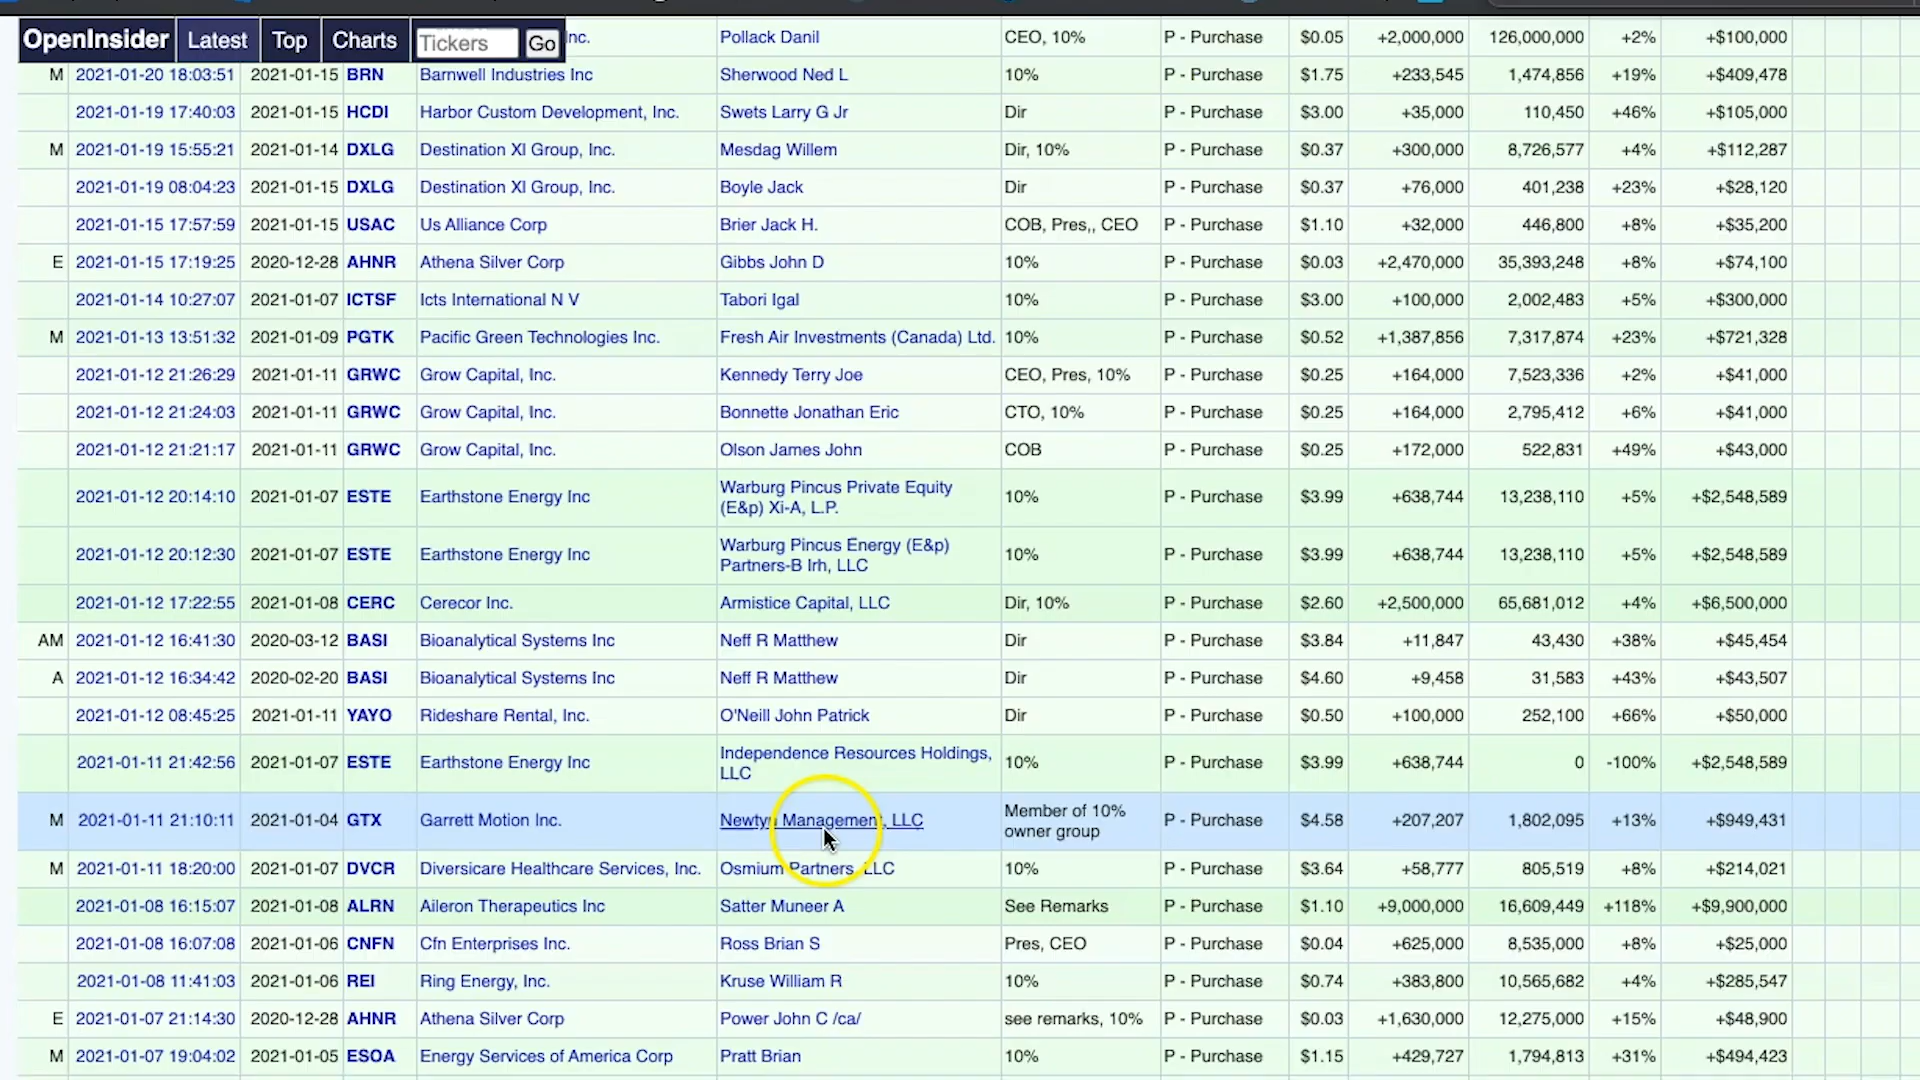 OpenInsider Latest Top Charts Tickers Go nc. Pollack Danil CEO, 10% P - Purchase $0.05 +2,000,000 126,000,000 +2% +$100,000
M 2021-01-20 18:03:51 2021-01-15 BRN Barnwell Industries Inc Sherwood Ned L 10% P - Purchase $1.75 +233,545 1,474,856 +19% +$409,478
2021-01-19 17:40:03 2021-01-15 HCDI Harbor Custom Development, Inc. Swets Larry G Jr Dir P - Purchase $3.00 +35,000 110,450 +46% +$105,000
M 2021-01-19 15:55:21 2021-01-14 DXLG Destination Xl Group, Inc. Mesdag Willem Dir, 10% P - Purchase $0.37 +300,000 8,726,577 +4% +$112,287
2021-01-19 08:04:23 2021-01-15 DXLG Destination Xl Group, Inc. Boyle Jack Dir P - Purchase $0.37 +76,000 401,238 +23% +$28,120
2021-01-15 17:57:59 2021-01-15 USAC Us Alliance Corp Brier Jack H. COB, Pres,, CEO P - Purchase $1.10 +32,000 446,800 +8% +$35,200
E 2021-01-15 17:19:25 2020-12-28 AHNR Athena Silver Corp Gibbs John D 10% P - Purchase $0.03 +2,470,000 35,393,248 +8% +$74,100
2021-01-14 10:27:07 2021-01-07 ICTSF Icts International N V Tabori Igal 10% P - Purchase $3.00 +100,000 2,002,483 +5% +$300,000
M 2021-01-13 13:51:32 2021-01-09 PGTK Pacific Green Technologies Inc. Fresh Air Investments (Canada) Ltd. 10% P - Purchase $0.52 +1,387,856 7,317,874 +23% +$721,328
2021-01-12 21:26:29 2021-01-11 GRWC Grow Capital, Inc. Kennedy Terry Joe CEO, Pres, 10% P - Purchase $0.25 +164,000 7,523,336 +2% +$41,000
2021-01-12 21:24:03 2021-01-11 GRWC Grow Capital, Inc. Bonnette Jonathan Eric CTO, 10% P - Purchase $0.25 +164,000 2,795,412 +6% +$41,000
2021-01-12 21:21:17 2021-01-11 GRWC Grow Capital, Inc. Olson James John COB P - Purchase $0.25 +172,000 522,831 +49% +$43,000
2021-01-12 20:14:10 2021-01-07 ESTE Earthstone Energy Inc Warburg Pincus Private Equity 10% P - Purchase $3.99 +638,744 13,238,110 +5% +$2,548,589
(E&p) Xi-A, L.P.
2021-01-12 20:12:30 2021-01-07 ESTE Earthstone Energy Inc Warburg Pincus Energy (E&p) 10% P - Purchase $3.99 +638,744 13,238,110 +5% +$2,548,589
Partners-B Irh, LLC
2021-01-12 17:22:55 2021-01-08 CERC Cerecor Inc. Armistice Capital, LLC Dir, 10% P - Purchase $2.60 +2,500,000 65,681,012 +4% +$6,500,000
AM 2021-01-12 16:41:30 2020-03-12 BASI Bioanalytical Systems Inc Neff R Matthew Dir P - Purchase $3.84 +11,847 43,430 +38% +$45,454
A 2021-01-12 16:34:42 2020-02-20 BASI Bioanalytical Systems Inc Neff R Matthew Dir P - Purchase $4.60 +9,458 31,583 +43% +$43,507
2021-01-12 08:45:25 2021-01-11 YAYO Rideshare Rental, Inc. O'Neill John Patrick Dir P - Purchase $0.50 +100,000 252,100 +66% +$50,000
2021-01-11 21:42:56 2021-01-07 ESTE Earthstone Energy Inc Independence Resources Holdings, 10% P - Purchase $3.99 +638,744 0 -100% +$2,548,589
LLC
M 2021-01-11 21:10:11 2021-01-04 GTX Garrett Motion Inc. Newtyn Management, LLC Member of 10% P - Purchase $4.58 +207,207 1,802,095 +13% +$949,431
owner group
M 2021-01-11 18:20:00 2021-01-07 DVCR Diversicare Healthcare Services, Inc. Osmium Partners, LLC 10% P - Purchase $3.64 +58,777 805,519 +8% +$214,021
2021-01-08 16:15:07 2021-01-08 ALRN Aileron Therapeutics Inc Satter Muneer A See Remarks P - Purchase $1.10 +9,000,000 16,609,449 +118% +$9,900,000
2021-01-08 16:07:08 2021-01-06 CNFN Cfn Enterprises Inc. Ross Brian S Pres, CEO P - Purchase $0.04 +625,000 8,535,000 +8% +$25,000
2021-01-08 11:41:03 2021-01-06 REI Ring Energy, Inc. Kruse William R 10% P - Purchase $0.74 +383,800 10,565,682 +4% +$285,547
E 2021-01-07 21:14:30 2020-12-28 AHNR Athena Silver Corp Power John C /ca/ see remarks, 10% P - Purchase $0.03 +1,630,000 12,275,000 +15% +$48,900
M 2021-01-07 19:04:02 2021-01-05 ESOA Energy Services of America Corp Pratt Brian 10% P - Purchase $1.15 +429,727 1,794,813 +31% +$494,423